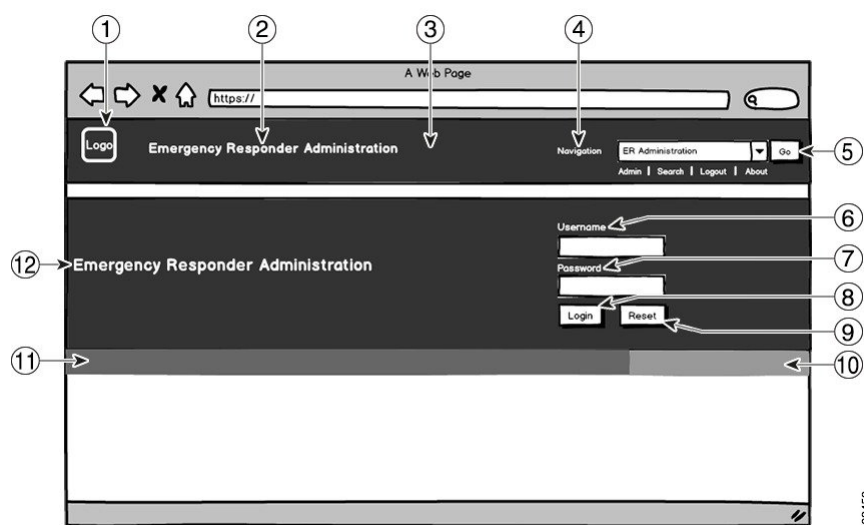 1 2 3 4
A Web Page
https://
Logo
Emergency Responder Administration
Navigation
ER Administration
Go
5
Admin | Search | Logout | About
Username
6
12
Emergency Responder Administration
Password
7
8
Login
Reset
9
11
10